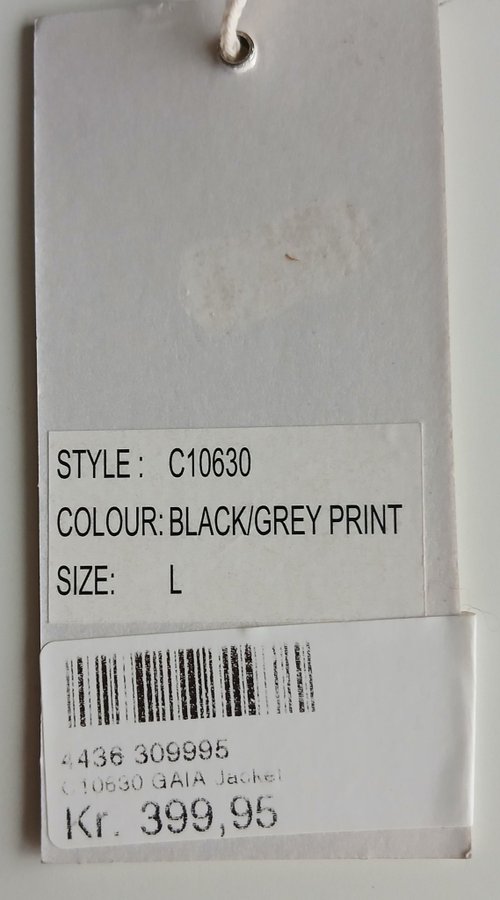 STYLE : C10630
COLOUR: BLACK/GREY PRINT
SIZE: L
4436 309995
C10630 GAIA Jacket
Kr. 399,95